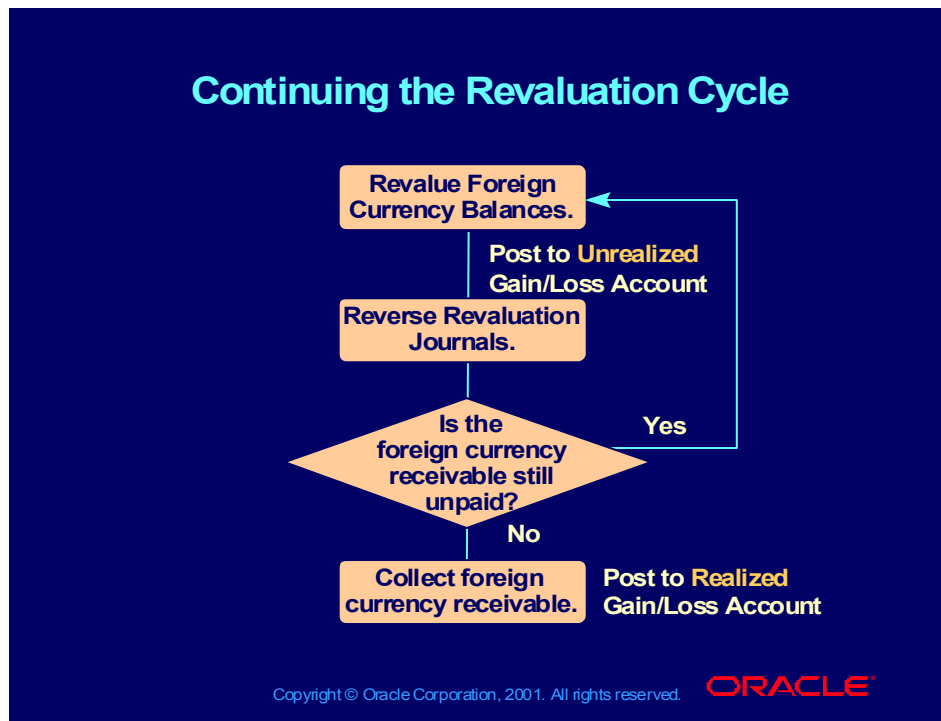 Continuing the Revaluation Cycle
Revalue Foreign
Currency Balances.
Post to Unrealized
Gain/Loss Account
Reverse Revaluation
Journals.
Is the
foreign currency
receivable still
unpaid?
Yes
No
Collect foreign
currency receivable.
Post to Realized
Gain/Loss Account
Copyright © Oracle Corporation, 2001. All rights reserved.
ORACLE®